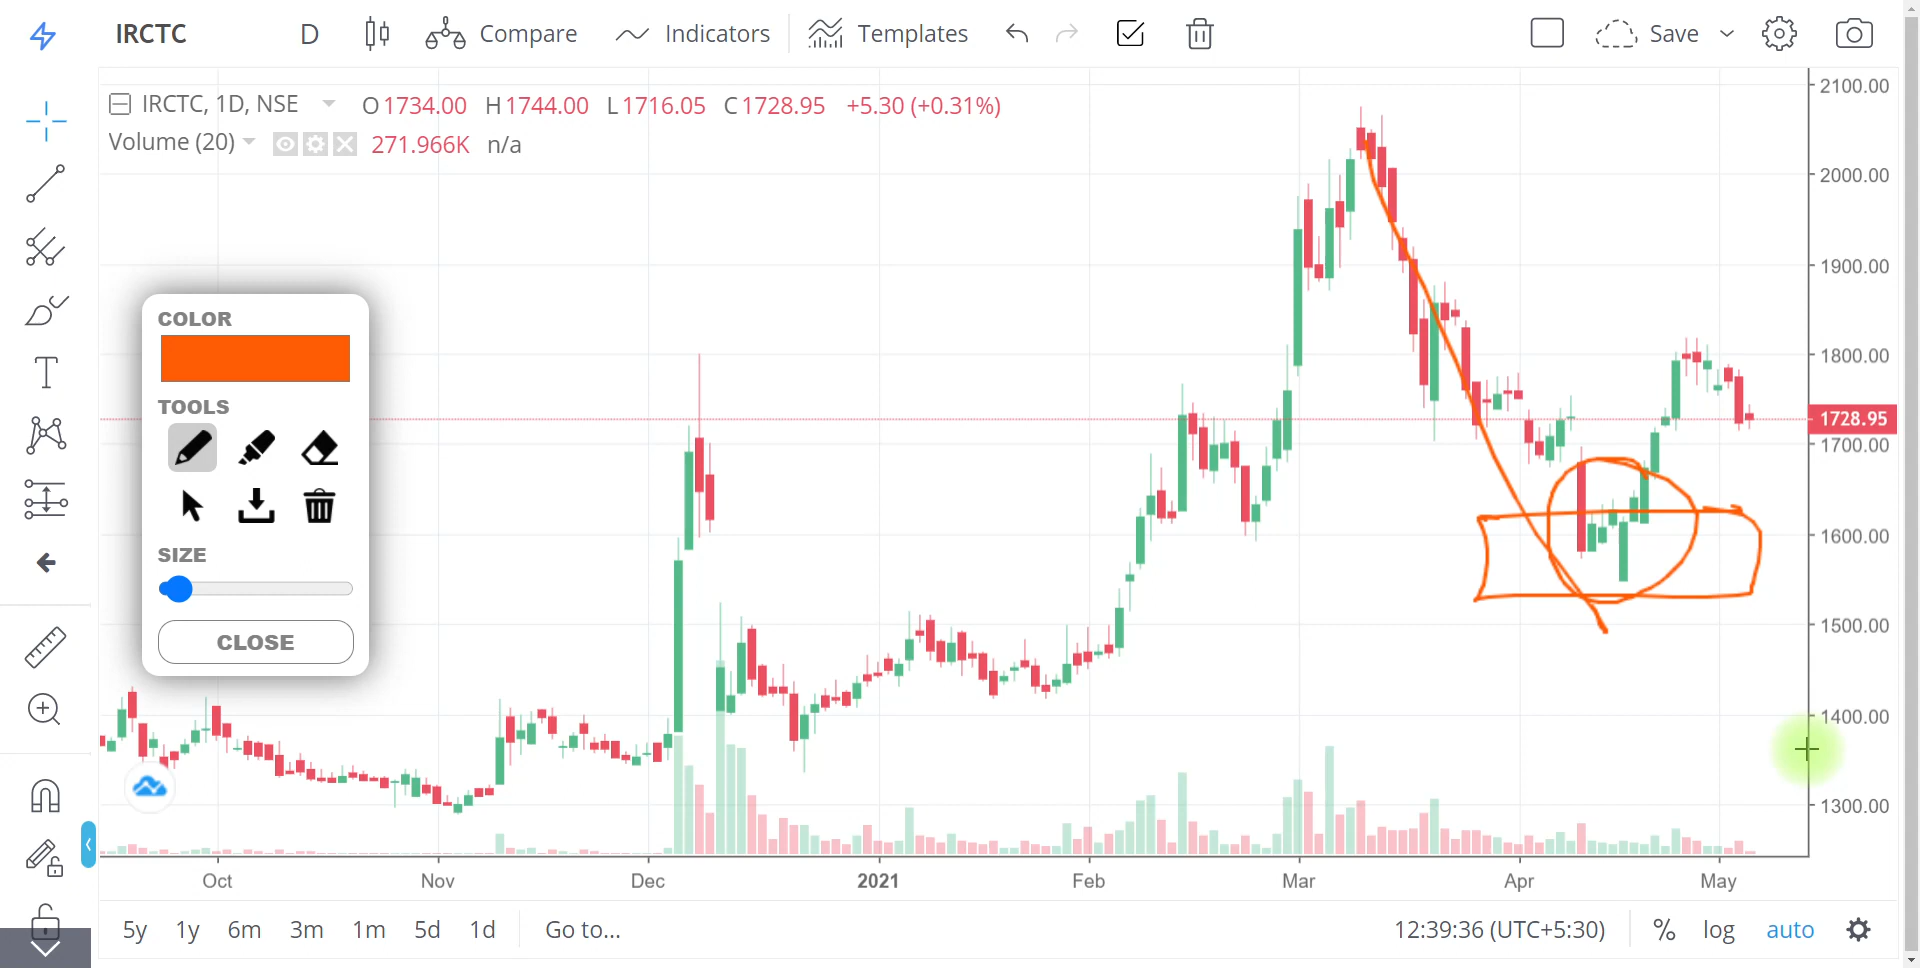 IRCTC D Compare Indicators Templates Save
IRCTC, 1D, NSE O1734.00 H1744.00 L1716.05 C1728.95 +5.30 (+0.31%)
Volume (20) 271.966K n/a
2100.00
2000.00
1900.00
1800.00
1728.95
1700.00
1600.00
1500.00
1400.00
1300.00
COLOR
TOOLS
SIZE
CLOSE
Oct Nov Dec 2021 Feb Mar Apr May
5y 1y 6m 3m 1m 5d 1d Go to... 12:39:36 (UTC+5:30) % log auto